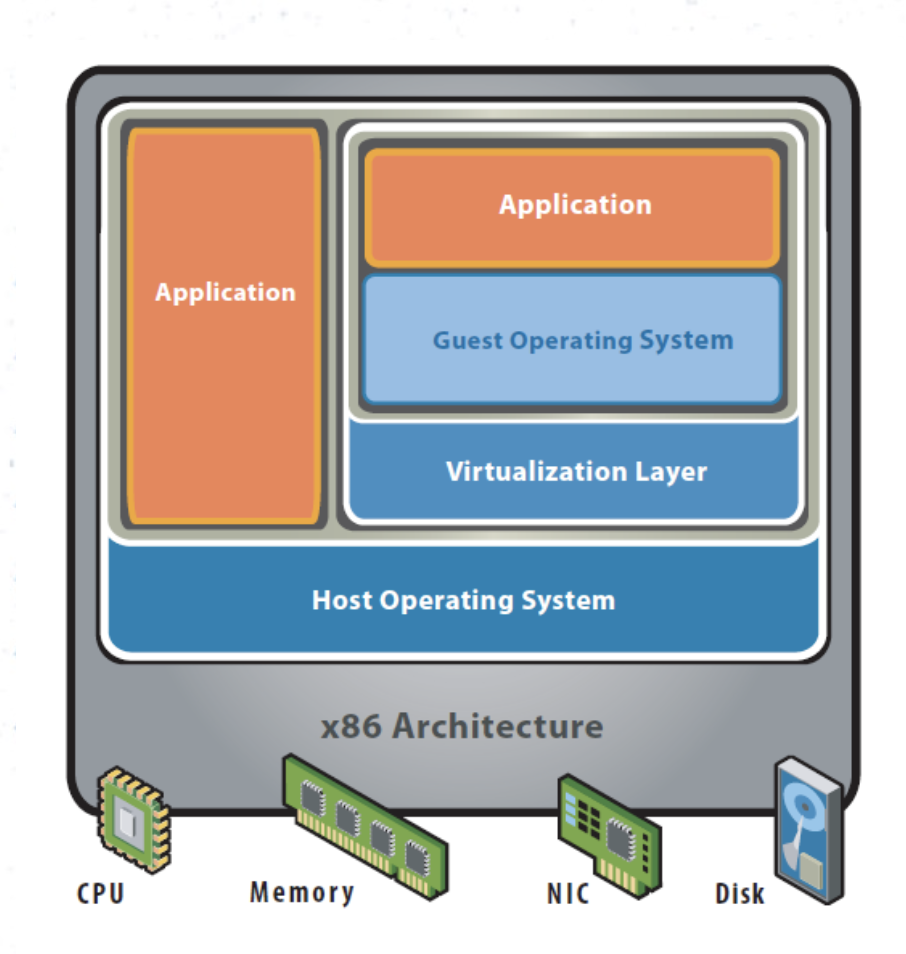 Application
Application
Guest Operating System
Virtualization Layer
Host Operating System
x86 Architecture
CPU
Memory
NIC
Disk